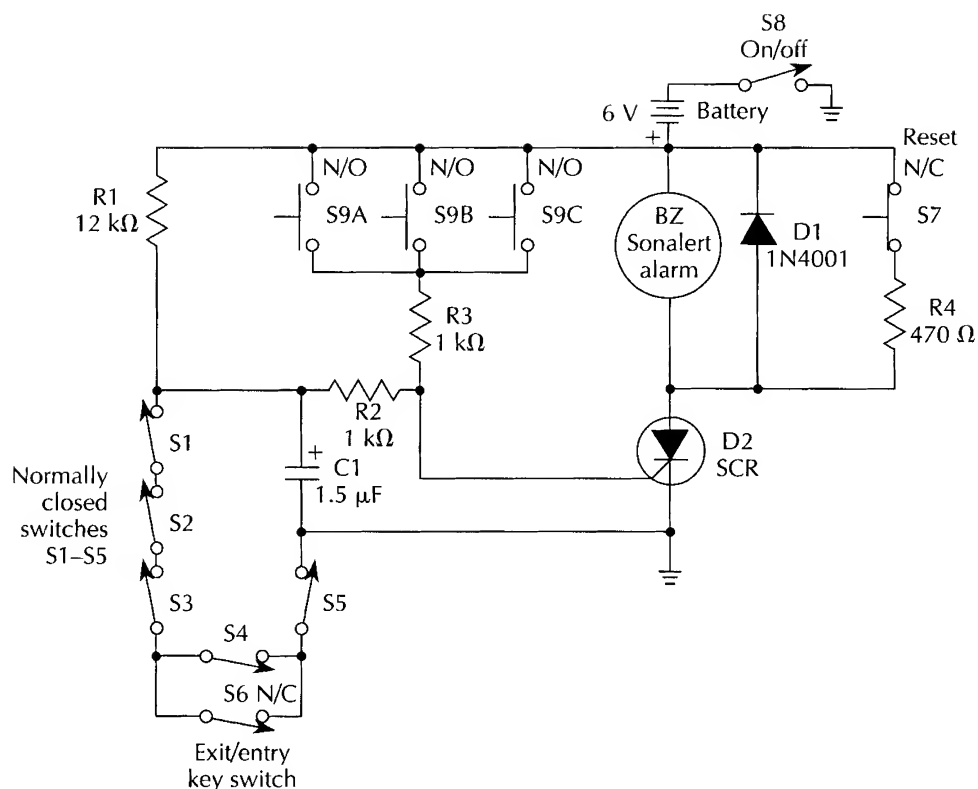 S8
On/off
6 V
Battery
+
Reset
N/C
N/O
N/O
N/O
R1
12 kΩ
S9A
S9B
S9C
BZ
Sonalert
alarm
D1
1N4001
S7
R3
1 kΩ
R4
470 Ω
R2
1 kΩ
S1
+
C1
1.5 µF
D2
SCR
Normally
closed
switches
S1–S5
S2
S3
S5
S4
S6 N/C
Exit/entry
key switch